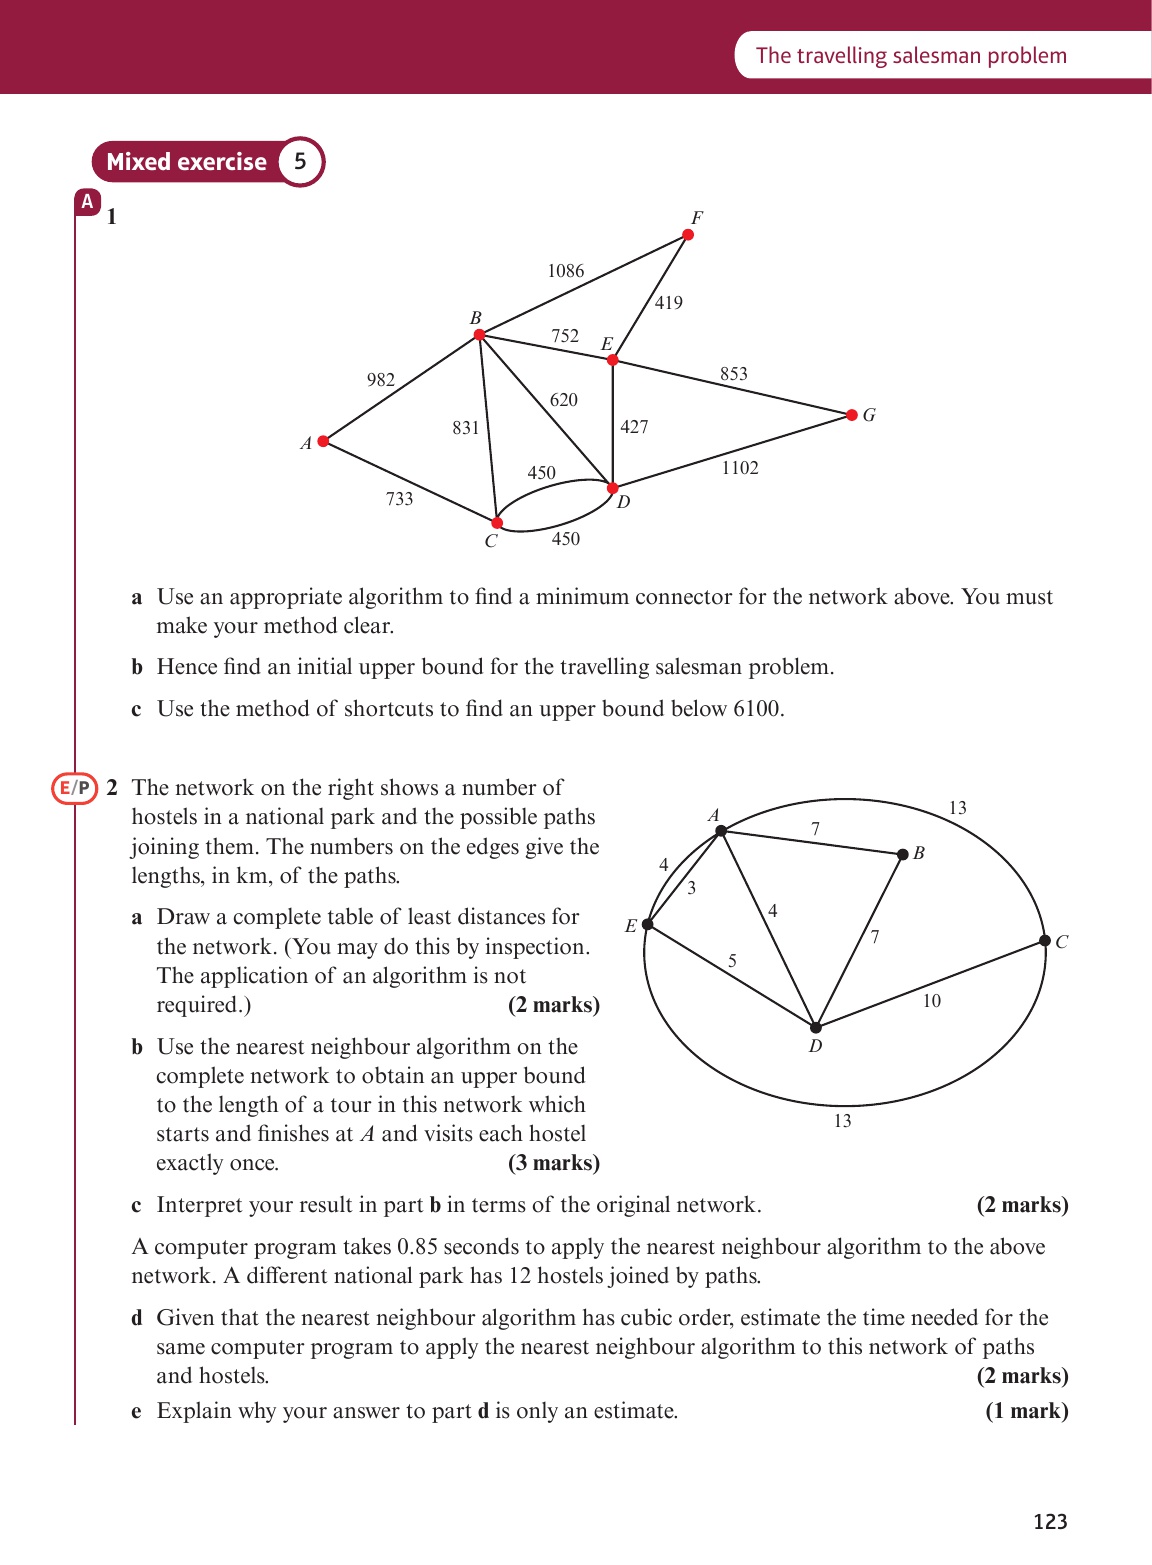 The travelling salesman problem
Mixed exercise 5
A
1
F
1086
419
B
752
E
982
853
620
G
831
427
A
450
1102
733
D
C
450
a Use an appropriate algorithm to find a minimum connector for the network above. You must
make your method clear.
b Hence find an initial upper bound for the travelling salesman problem.
c Use the method of shortcuts to find an upper bound below 6100.
E/P 2 The network on the right shows a number of
hostels in a national park and the possible paths
joining them. The numbers on the edges give the
lengths, in km, of the paths.
a Draw a complete table of least distances for
the network. (You may do this by inspection.
The application of an algorithm is not
required.) (2 marks)
b Use the nearest neighbour algorithm on the
complete network to obtain an upper bound
to the length of a tour in this network which
starts and finishes at A and visits each hostel
exactly once. (3 marks)
A
13
7
B
4
3
4
E
7
C
5
10
D
13
c Interpret your result in part b in terms of the original network. (2 marks)
A computer program takes 0.85 seconds to apply the nearest neighbour algorithm to the above
network. A different national park has 12 hostels joined by paths.
d Given that the nearest neighbour algorithm has cubic order, estimate the time needed for the
same computer program to apply the nearest neighbour algorithm to this network of paths
and hostels. (2 marks)
e Explain why your answer to part d is only an estimate. (1 mark)
123